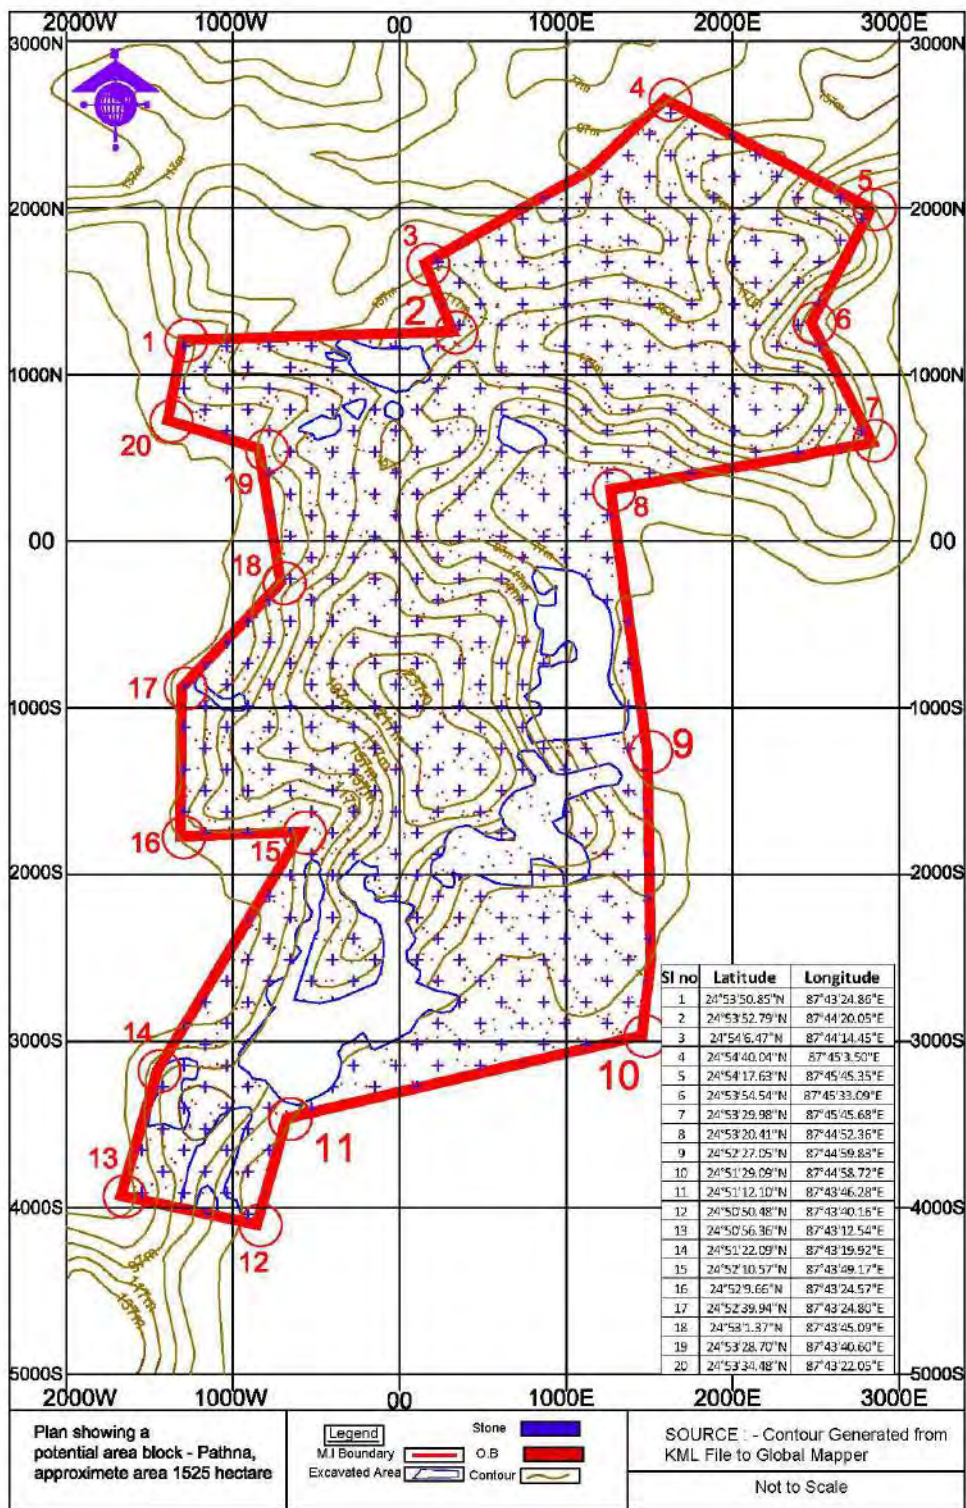 2000W 1000W 00 1000E 2000E 3000E
3000N 3000N
4
5
2000N 2000N
3
2
6
1
1000N 1000N
7
20
19
8
00 00
18
17
237m
217m
1000S 1000S
9
197m
117m
16
15
2000S 2000S
14
3000S 3000S
10
11
13
4000S 4000S
12
97m
117m
137m
5000S 5000S
2000W 1000W 00 1000E 2000E 3000E
Sl no Latitude Longitude
1 24°53'50.85"N 87°43'24.86"E
2 24°53'52.79"N 87°44'20.05"E
3 24°54'6.47"N 87°44'14.45"E
4 24°54'40.04"N 87°45'3.50"E
5 24°54'17.63"N 87°45'45.35"E
6 24°53'54.54"N 87°45'33.09"E
7 24°53'29.98"N 87°45'45.68"E
8 24°53'20.41"N 87°44'52.36"E
9 24°52'27.05"N 87°44'59.83"E
10 24°51'29.09"N 87°44'58.72"E
11 24°51'12.10"N 87°43'46.28"E
12 24°50'50.48"N 87°43'40.16"E
13 24°50'56.36"N 87°43'12.54"E
14 24°51'22.09"N 87°43'19.92"E
15 24°52'10.57"N 87°43'49.17"E
16 24°52'9.66"N 87°43'24.57"E
17 24°52'39.94"N 87°43'24.80"E
18 24°53'1.37"N 87°43'45.09"E
19 24°53'28.70"N 87°43'40.60"E
20 24°53'34.48"N 87°43'22.05"E
Plan showing a
potential area block - Pathna,
approximete area 1525 hectare
Legend Stone
M.I Boundary O.B
Excavated Area Contour
SOURCE : - Contour Generated from
KML File to Global Mapper
Not to Scale